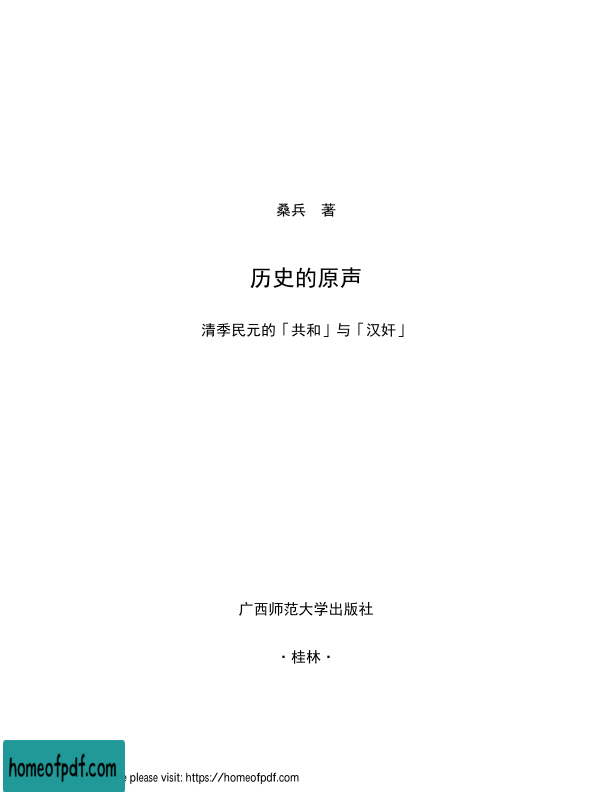 桑兵　著
历史的原声
清季民元的「共和」与「汉奸」
广西师范大学出版社
·桂林·
homeofpdf.com
e please visit: https://homeofpdf.com